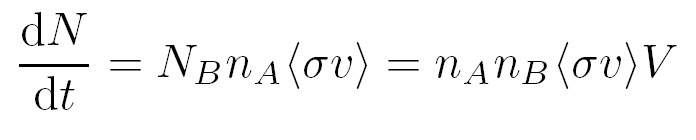 dN/dt = N_B n_A ⟨σv⟩ = n_A n_B ⟨σv⟩V